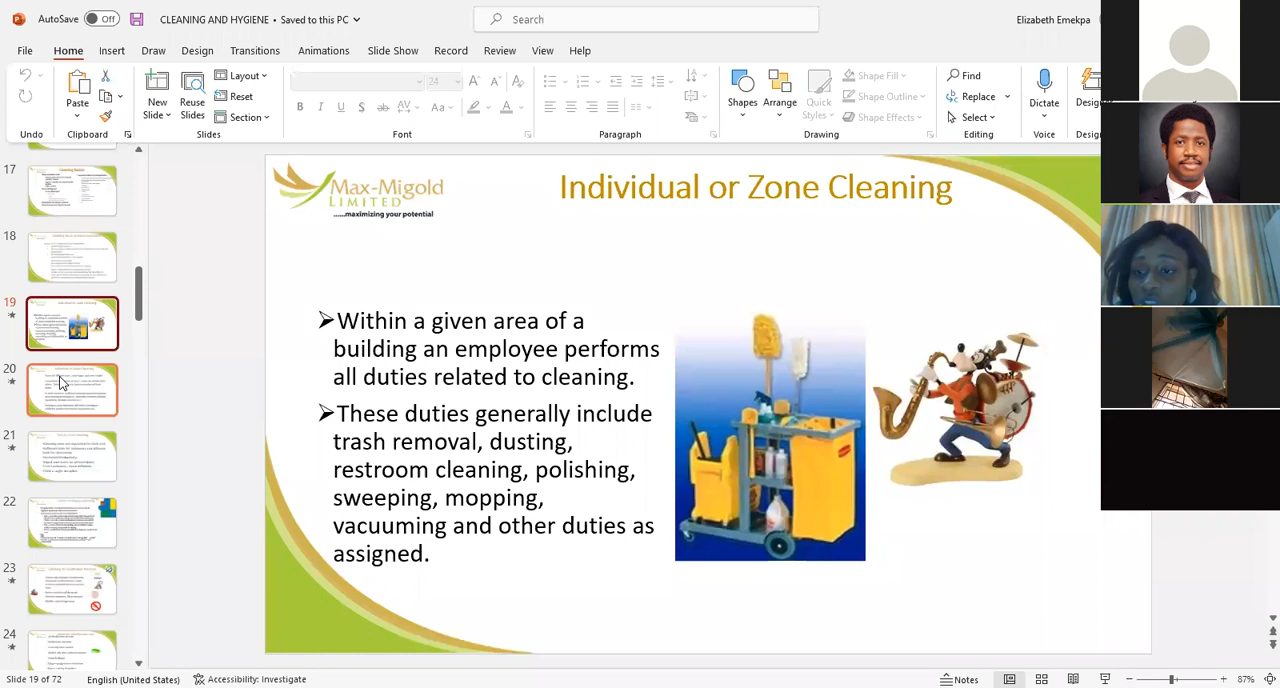 AutoSave Off CLEANING AND HYGIENE • Saved to this PC Search Elizabeth Emekpa
File Home Insert Draw Design Transitions Animations Slide Show Record Review View Help
Paste New Slide Reuse Slides Layout Reset Section 24 Shapes Arrange Quick Styles Shape Fill Shape Outline Shape Effects Find Replace Select Dictate
Undo Clipboard Slides Font Paragraph Drawing Editing Voice
17
18
19
20
21
22
23
24
Max-Migold
LIMITED
......maximizing your potential
Individual or Zone Cleaning
➢Within a given area of a
building an employee performs
all duties related to cleaning.
➢These duties generally include
trash removal, dusting,
restroom cleaning, polishing,
sweeping, mopping,
vacuuming and other duties as
assigned.
Slide 19 of 72 English (United States) Accessibility: Investigate Notes 87%